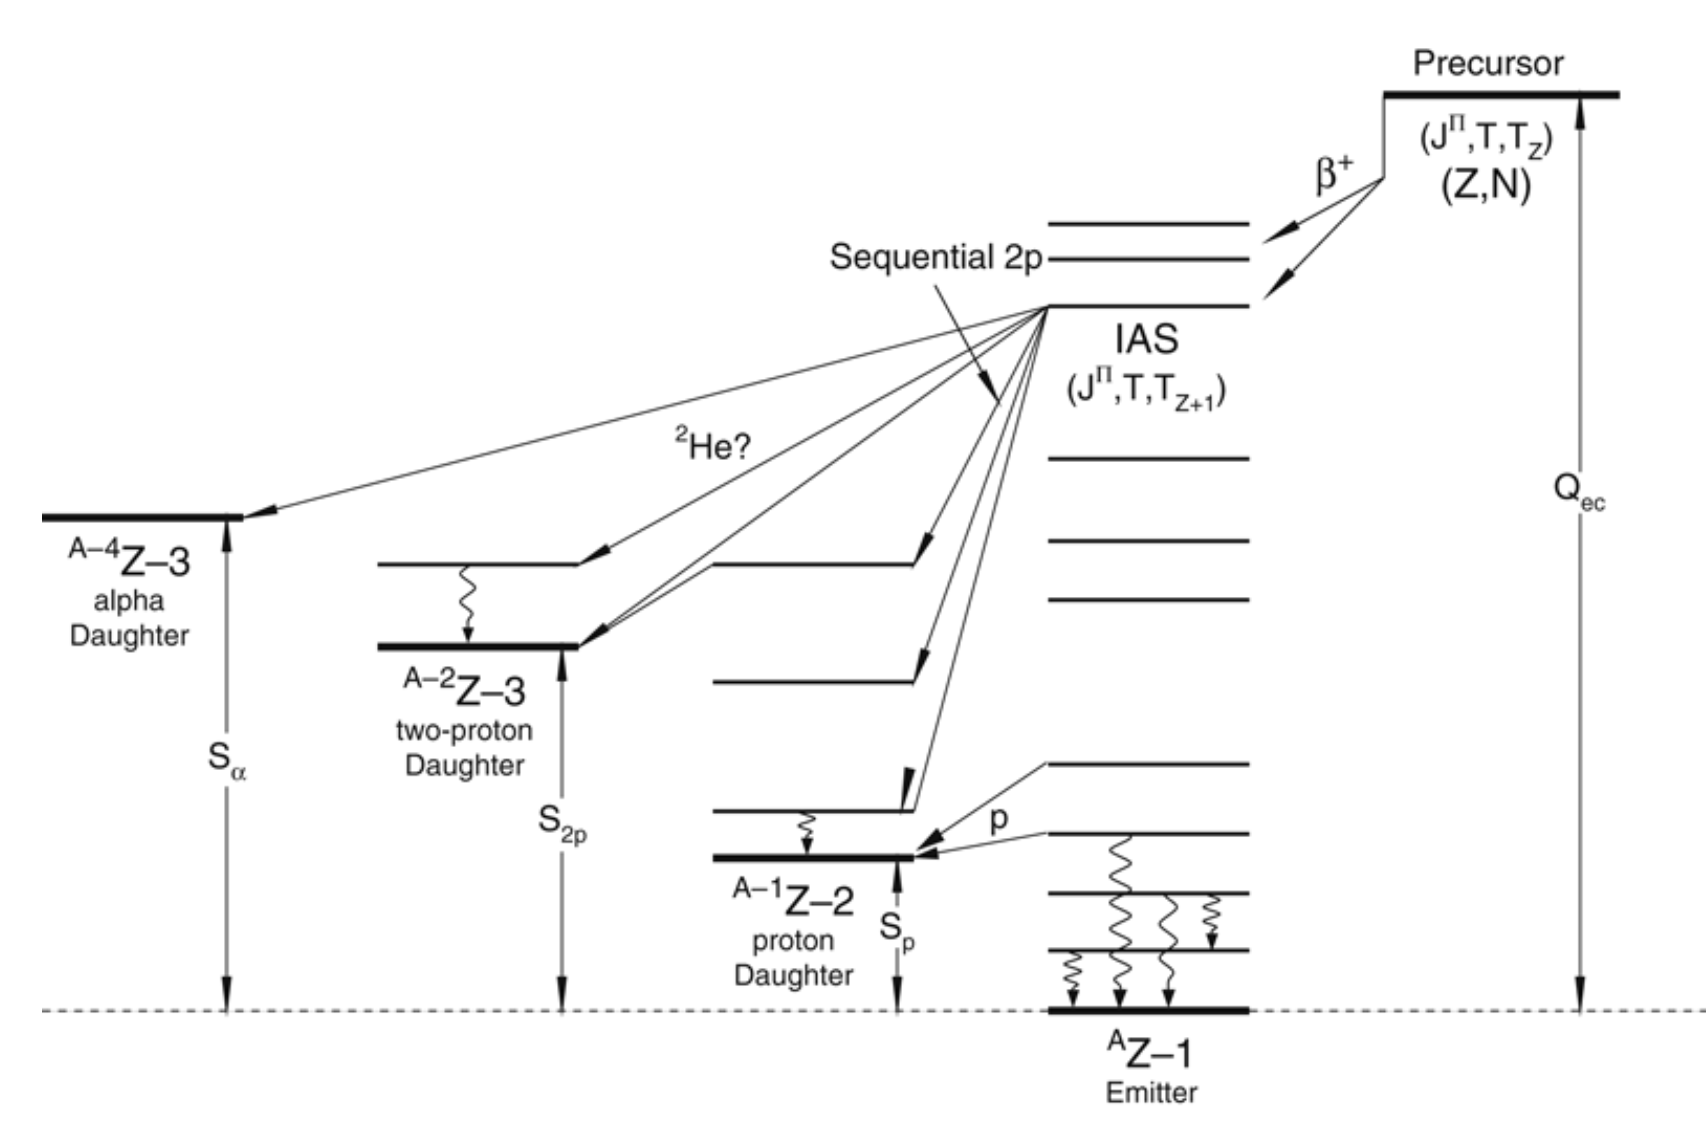 Precursor
(J^Π,T,T_Z)
(Z,N)
β⁺
Sequential 2p
IAS
(J^Π,T,T_Z+1)
²He?
Q_ec
A–4Z–3
alpha
Daughter
A–2Z–3
two-proton
Daughter
S_α
S_2p
p
A–1Z–2
proton
Daughter
S_p
AZ–1
Emitter